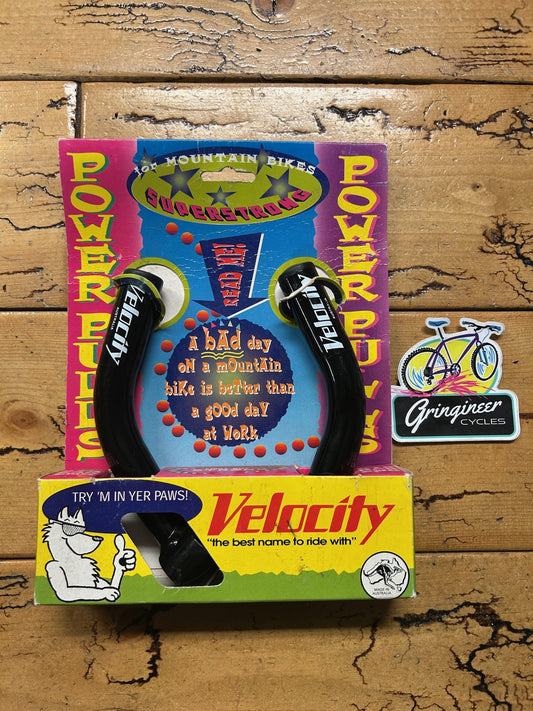 for MOUNTAIN BIKES
SUPERSTRONG
POWER PULLS
POWER PULLS
READ ME!
Velocity
Velocity
A bAd day
oN a mOuntAin
biKe is beTTer than
a gOOd daY
at WoRk
TRY 'M IN YER PAWS!
Velocity
"the best name to ride with"
MADE IN
AUSTRALIA
Gringineer
CYCLES